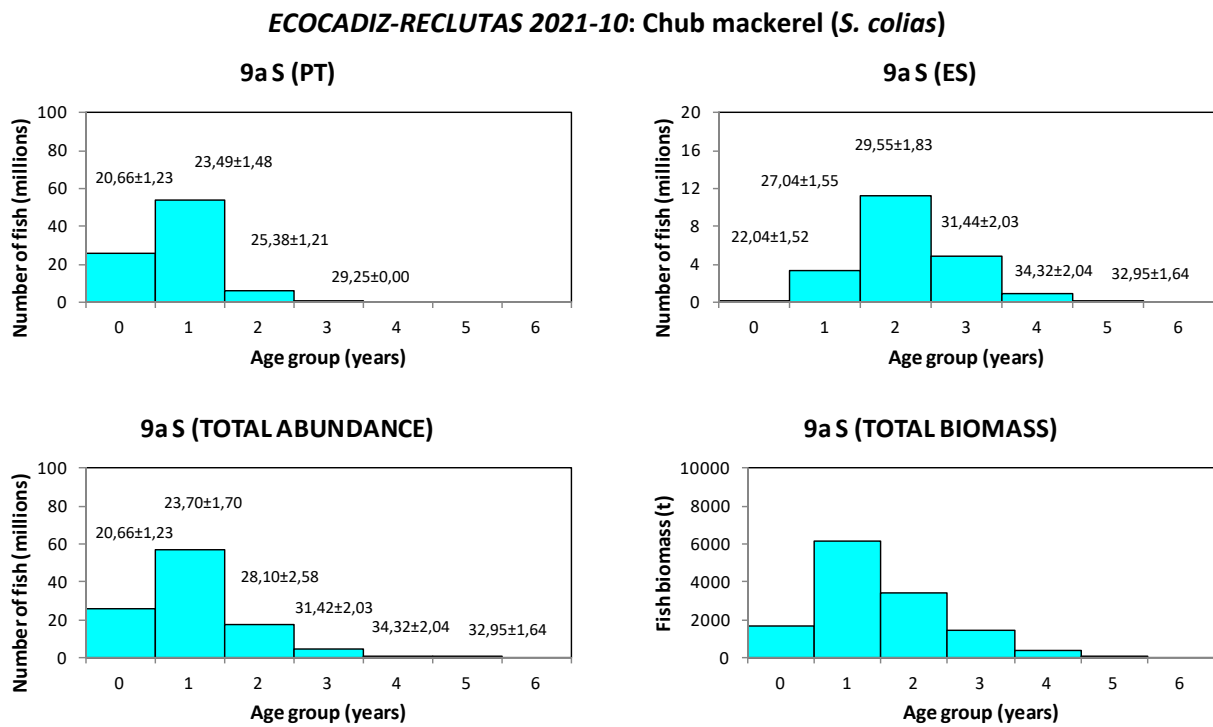 ECOCADIZ-RECLUTAS 2021-10: Chub mackerel (S. colias)
9a S (PT)
Number of fish (millions)
100
80
60
40
20
0
20,66±1,23
23,49±1,48
25,38±1,21
29,25±0,00
0 1 2 3 4 5 6
Age group (years)
9a S (ES)
Number of fish (millions)
20
16
12
8
4
0
22,04±1,52
27,04±1,55
29,55±1,83
31,44±2,03
34,32±2,04
32,95±1,64
0 1 2 3 4 5 6
Age group (years)
9a S (TOTAL ABUNDANCE)
Number of fish (millions)
100
80
60
40
20
0
20,66±1,23
23,70±1,70
28,10±2,58
31,42±2,03
34,32±2,04
32,95±1,64
0 1 2 3 4 5 6
Age group (years)
9a S (TOTAL BIOMASS)
Fish biomass (t)
10000
8000
6000
4000
2000
0
0 1 2 3 4 5 6
Age group (years)